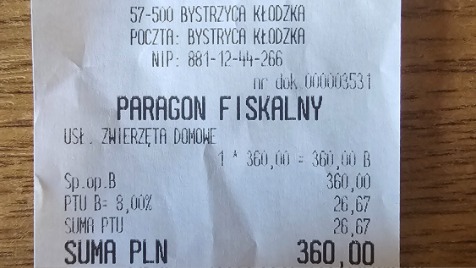 57-500 BYSTRZYCA KŁODZKA
POCZTA: BYSTRYCA KŁODZKA
NIP: 881-12-44-266
nr dok.000003531
PARAGON FISKALNY
USŁ. ZWIERZĘTA DOMOWE
1 * 360,00 = 360,00 B
Sp.op.B 360,00
PTU B= 8,00% 26,67
SUMA PTU 26,67
SUMA PLN 360,00